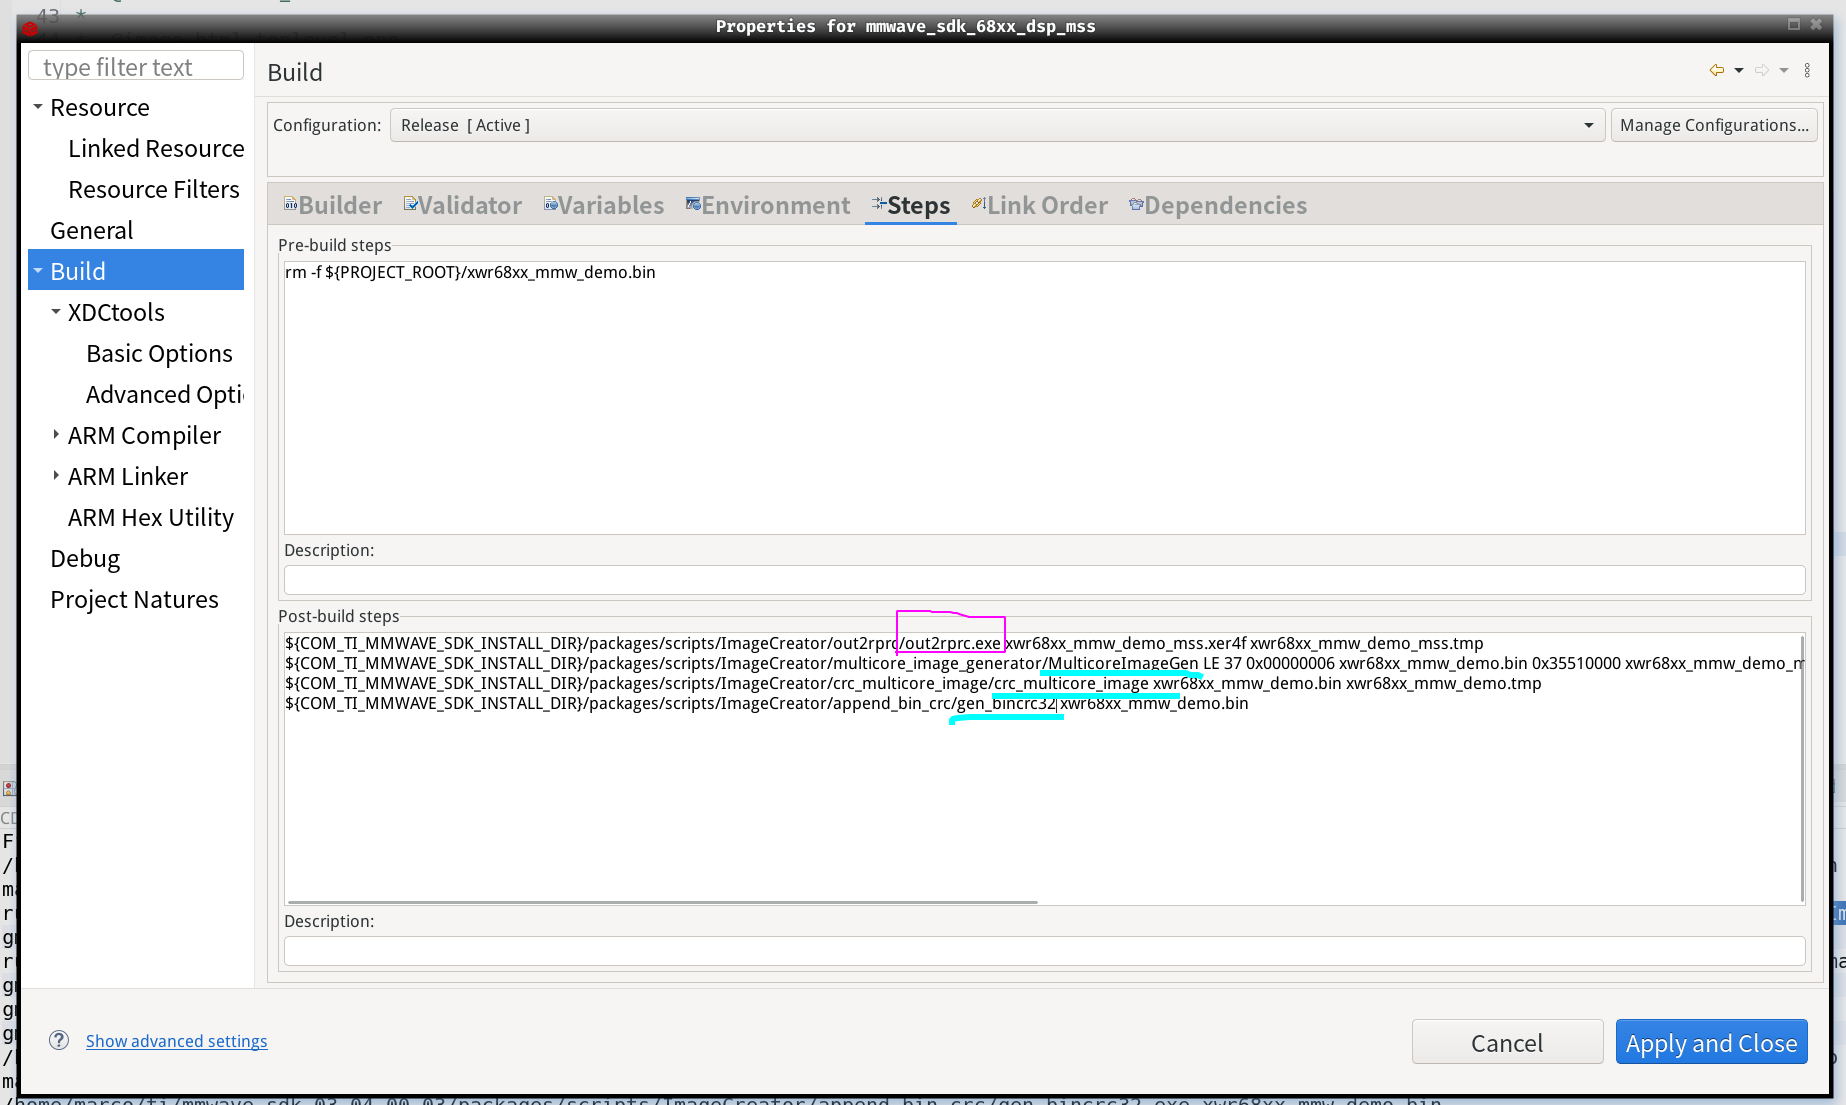 43 *
Properties for mmwave_sdk_68xx_dsp_mss
type filter text
Resource
Linked Resource
Resource Filters
General
Build
XDCtools
Basic Options
Advanced Opti
ARM Compiler
ARM Linker
ARM Hex Utility
Debug
Project Natures
Build
Configuration: Release [ Active ] Manage Configurations...
Builder Validator Variables Environment Steps Link Order Dependencies
Pre-build steps
rm -f ${PROJECT_ROOT}/xwr68xx_mmw_demo.bin
Description:
Post-build steps
${COM_TI_MMWAVE_SDK_INSTALL_DIR}/packages/scripts/ImageCreator/out2rprc/out2rprc.exe xwr68xx_mmw_demo_mss.xer4f xwr68xx_mmw_demo_mss.tmp
${COM_TI_MMWAVE_SDK_INSTALL_DIR}/packages/scripts/ImageCreator/multicore_image_generator/MulticoreImageGen LE 37 0x00000006 xwr68xx_mmw_demo.bin 0x35510000 xwr68xx_mmw_demo_m
${COM_TI_MMWAVE_SDK_INSTALL_DIR}/packages/scripts/ImageCreator/crc_multicore_image/crc_multicore_image xwr68xx_mmw_demo.bin xwr68xx_mmw_demo.tmp
${COM_TI_MMWAVE_SDK_INSTALL_DIR}/packages/scripts/ImageCreator/append_bin_crc/gen_bincrc32 xwr68xx_mmw_demo.bin
Description:
Show advanced settings
Cancel Apply and Close
/home/marco/ti/mmwave_sdk_03_04_00_03/packages/scripts/ImageCreator/append_bin_crc/gen_bincrc32.exe xwr68xx_mmw_demo.bin